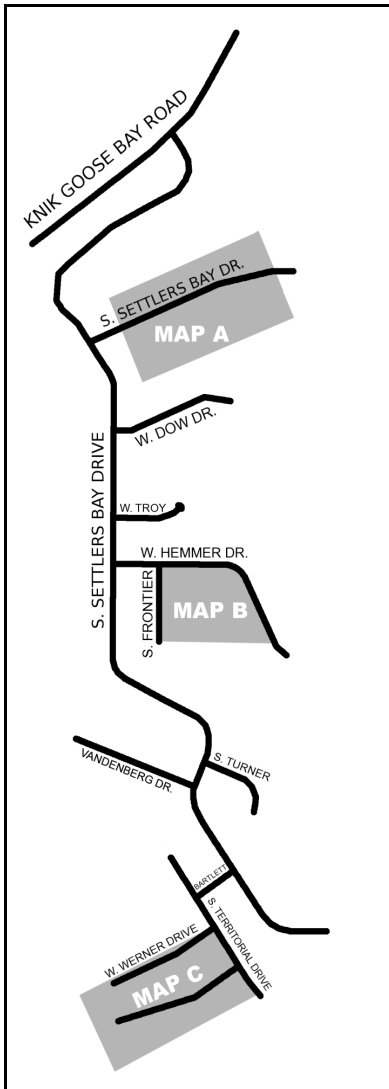 KNIK GOOSE BAY ROAD
S. SETTLERS BAY DR.
MAP A
W. DOW DR.
S. SETTLERS BAY DRIVE
W. TROY
W. HEMMER DR.
S. FRONTIER
MAP B
S. TURNER
VANDENBERG DR.
BARTLETT
S. TERRITORIAL DRIVE
W. WERNER DRIVE
MAP C